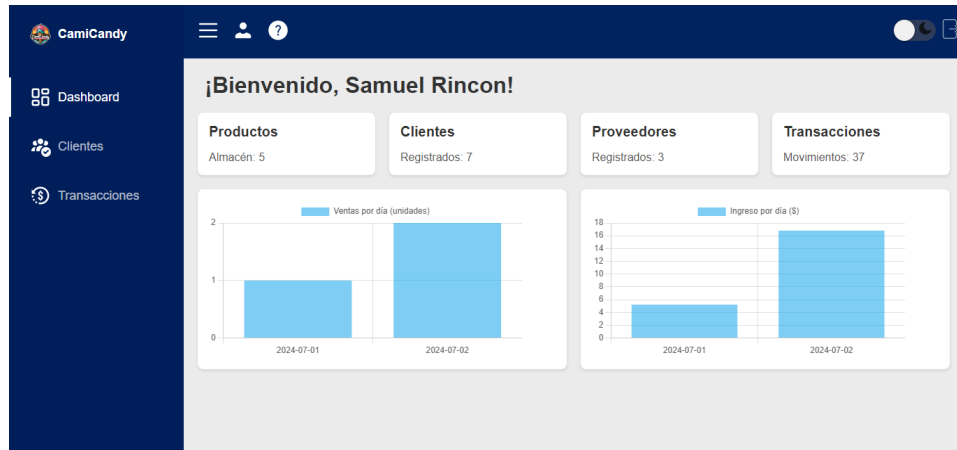 CamiCandy
?
Dashboard
Clientes
Transacciones
¡Bienvenido, Samuel Rincon!
Productos
Almacén: 5
Clientes
Registrados: 7
Proveedores
Registrados: 3
Transacciones
Movimientos: 37
Ventas por día (unidades)
2
1
0
2024-07-01
2024-07-02
Ingreso por día ($)
18
16
14
12
10
8
6
4
2
0
2024-07-01
2024-07-02